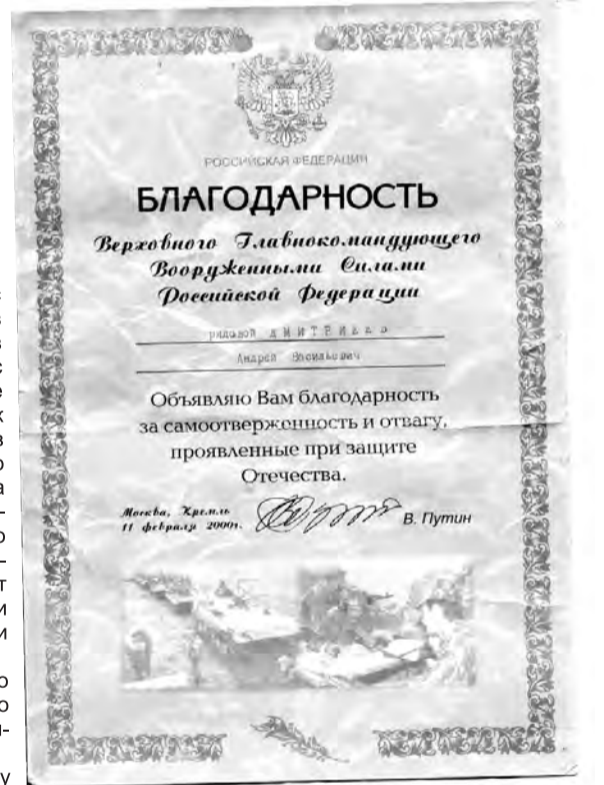 РОССИЙСКАЯ ФЕДЕРАЦИЯ
БЛАГОДАРНОСТЬ
Верховного Главнокомандующего
Вооруженными Силами
Российской Федерации
рядовой
Андрей Васильевич
Объявляю Вам благодарность
за самоотверженность и отвагу,
проявленные при защите
Отечества.
Москва, Кремль
11 февраля 2000г.
В. Путин